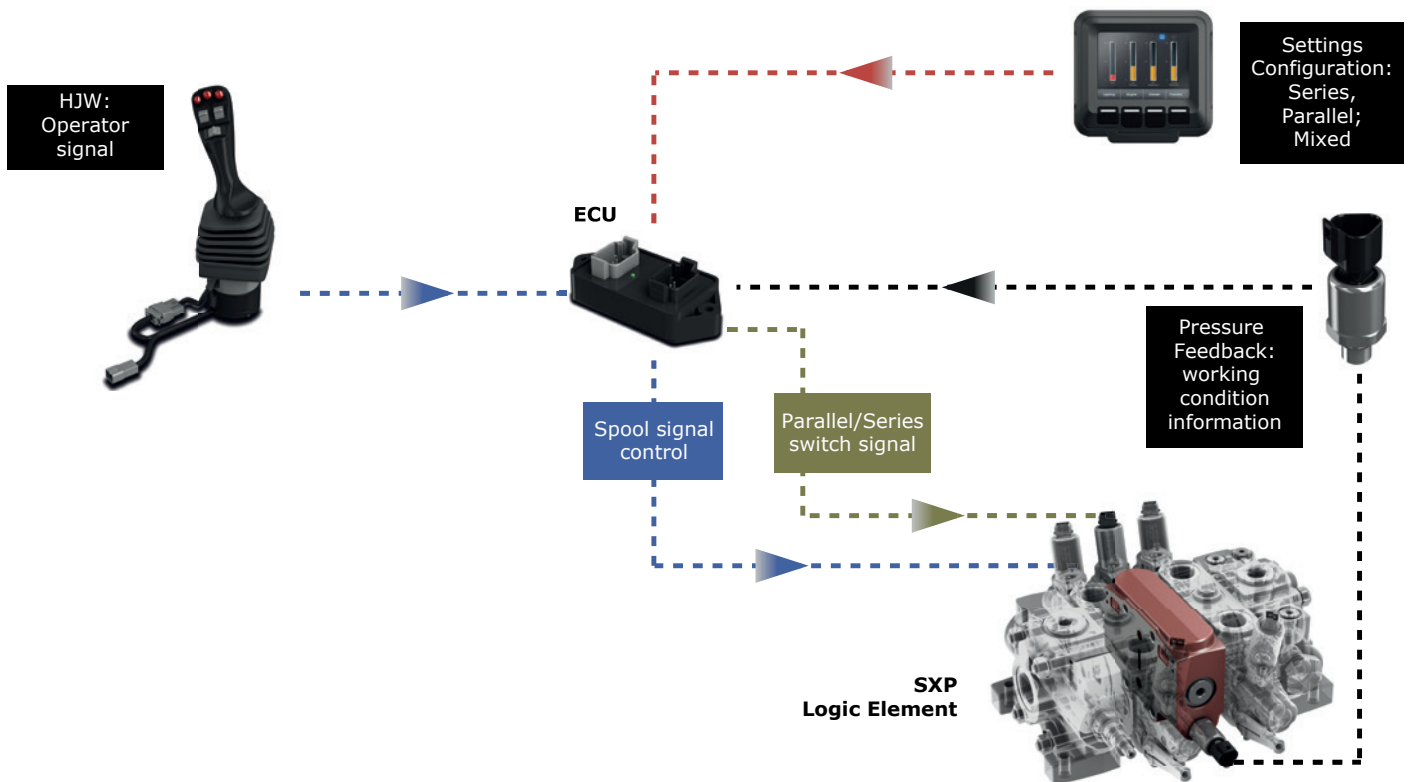 Settings
Configuration:
Series,
Parallel;
Mixed
HJW:
Operator
signal
ECU
Pressure
Feedback:
working
condition
information
Spool signal
control
Parallel/Series
switch signal
SXP
Logic Element